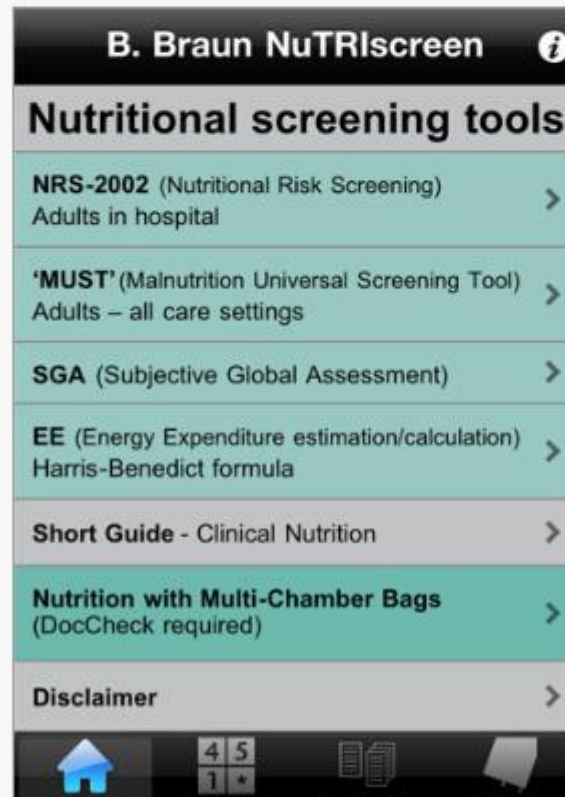 B. Braun NuTRIscreen i
Nutritional screening tools
NRS-2002 (Nutritional Risk Screening)
Adults in hospital
‘MUST’ (Malnutrition Universal Screening Tool)
Adults – all care settings
SGA (Subjective Global Assessment)
EE (Energy Expenditure estimation/calculation)
Harris-Benedict formula
Short Guide - Clinical Nutrition
Nutrition with Multi-Chamber Bags
(DocCheck required)
Disclaimer
4 5
1 *